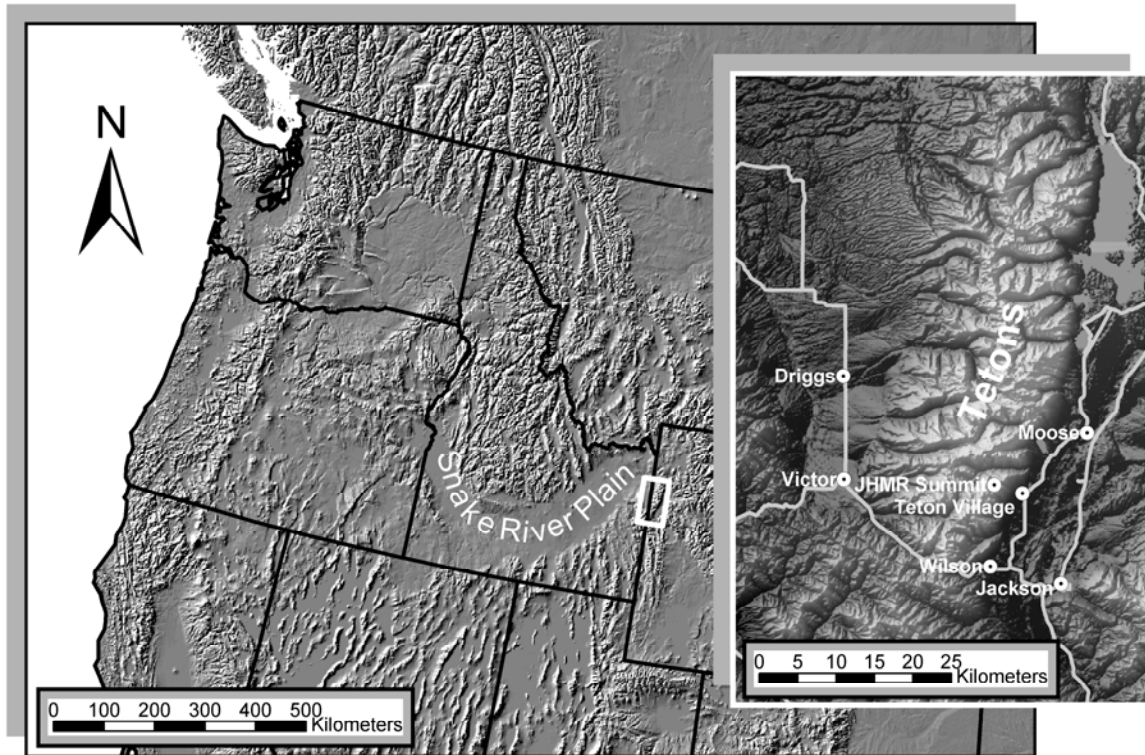 N
Snake River Plain
0 100 200 300 400 500
Kilometers
Tetons
Driggs
Moose
Victor
JHMR Summit
Teton Village
Wilson
Jackson
0 5 10 15 20 25
Kilometers